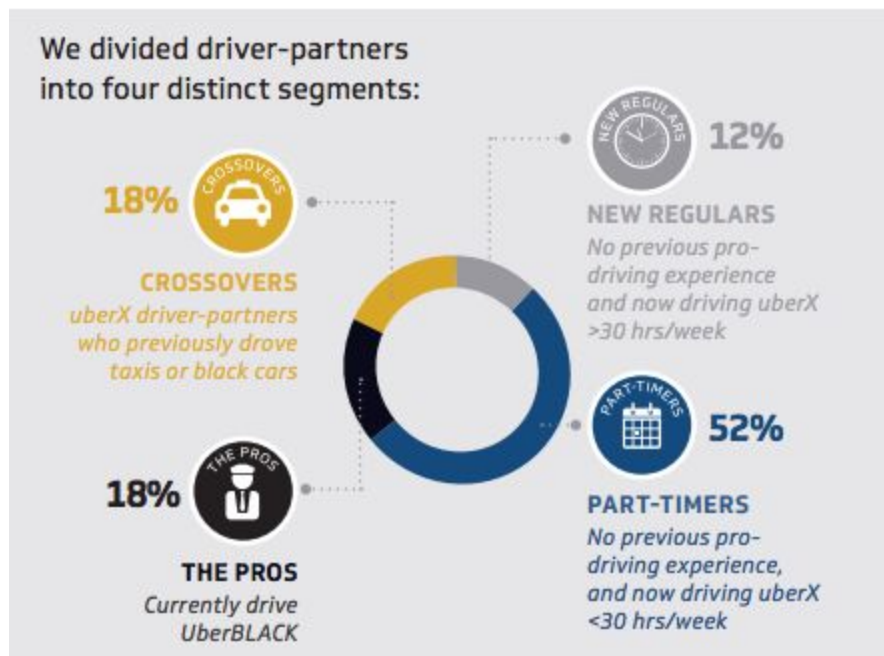 We divided driver-partners
into four distinct segments:
CROSSOVERS
18%
CROSSOVERS
uberX driver-partners
who previously drove
taxis or black cars
NEW REGULARS
12%
NEW REGULARS
No previous pro-
driving experience
and now driving uberX
>30 hrs/week
THE PROS
18%
THE PROS
Currently drive
UberBLACK
PART-TIMERS
52%
PART-TIMERS
No previous pro-
driving experience,
and now driving uberX
<30 hrs/week